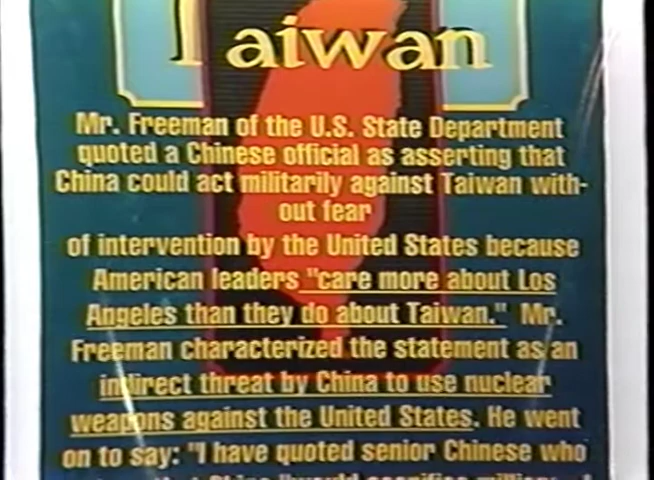 Taiwan
Mr. Freeman of the U.S. State Department
quoted a Chinese official as asserting that
China could act militarily against Taiwan with-
out fear
of intervention by the United States because
American leaders "care more about Los
Angeles than they do about Taiwan." Mr.
Freeman characterized the statement as an
indirect threat by China to use nuclear
weapons against the United States. He went
on to say: "I have quoted senior Chinese who